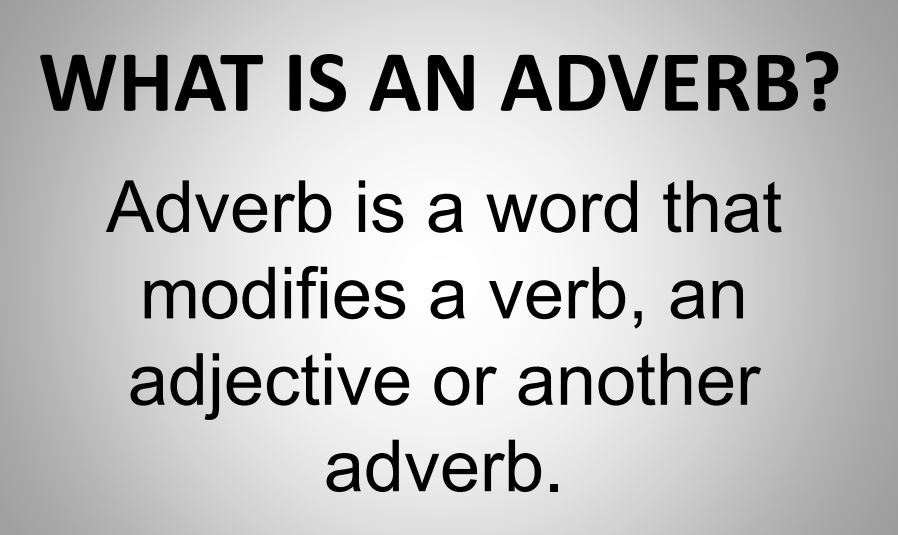 WHAT IS AN ADVERB?
Adverb is a word that
modifies a verb, an
adjective or another
adverb.